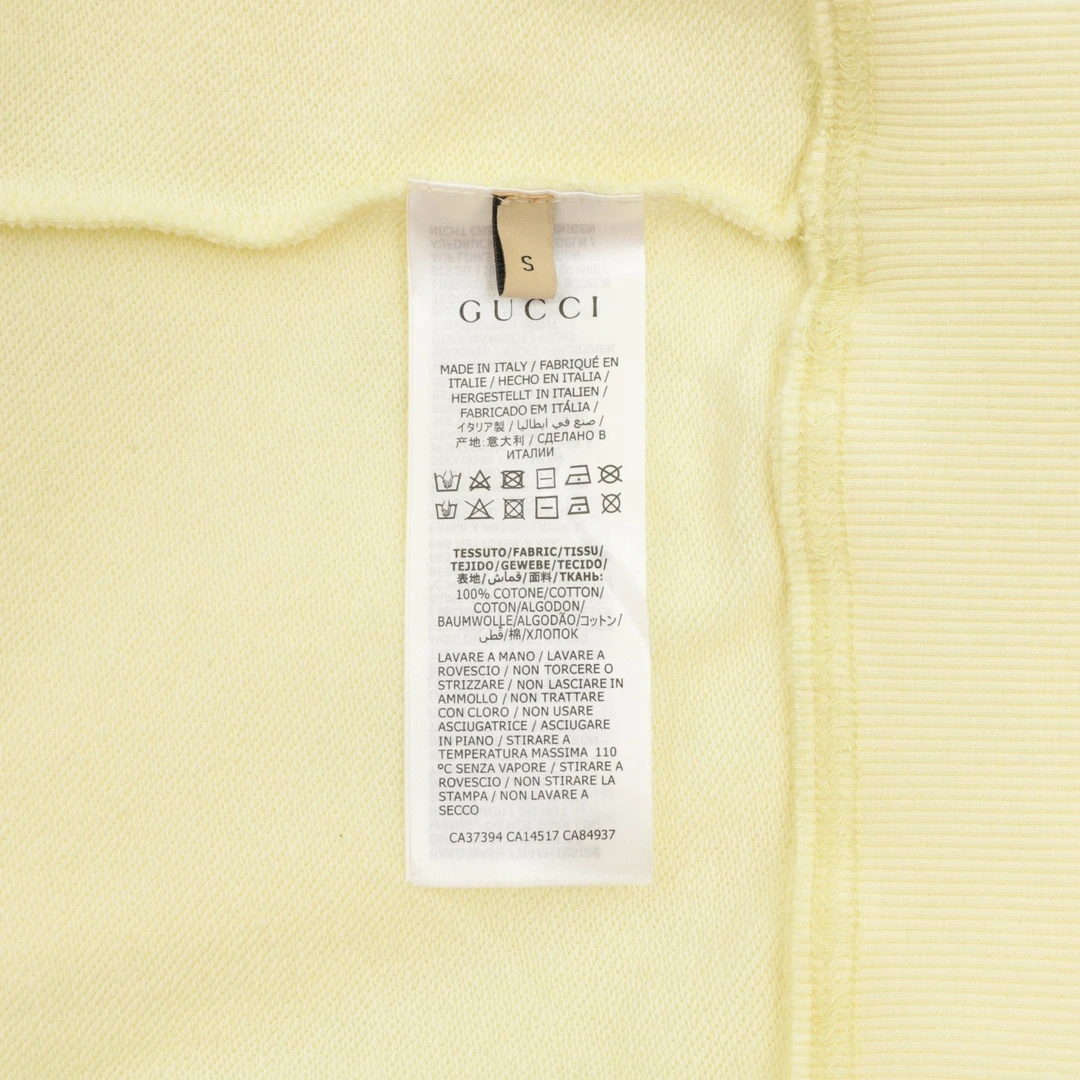 S
GUCCI
MADE IN ITALY / FABRIQUÉ EN
ITALIE / HECHO EN ITALIA /
HERGESTELLT IN ITALIEN /
FABRICADO EM ITÁLIA /
イタリア製 / صنع في ايطاليا /
产地:意大利 / СДЕЛАНО В
ИТАЛИИ
TESSUTO/FABRIC/TISSU/
TEJIDO/GEWEBE/TECIDO/
表地/قماش/面料/ТКАНЬ:
100% COTONE/COTTON/
COTON/ALGODON/
BAUMWOLLE/ALGODÃO/コットン/
قطن/棉/ХЛОПОК
LAVARE A MANO / LAVARE A
ROVESCIO / NON TORCERE O
STRIZZARE / NON LASCIARE IN
AMMOLLO / NON TRATTARE
CON CLORO / NON USARE
ASCIUGATRICE / ASCIUGARE
IN PIANO / STIRARE A
TEMPERATURA MASSIMA 110
°C SENZA VAPORE / STIRARE A
ROVESCIO / NON STIRARE LA
STAMPA / NON LAVARE A
SECCO
CA37394 CA14517 CA84937